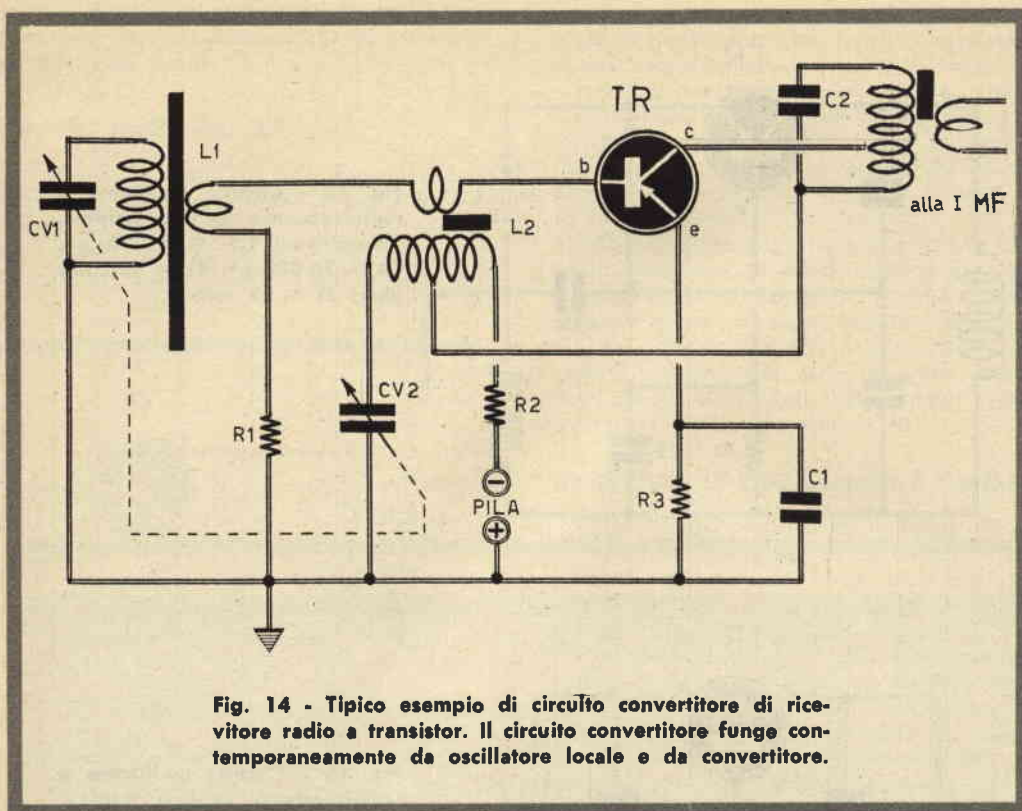 TR
C2
L1
b
c
CV1
L2
e
alla I MF
CV2
R2
R1
−
PILA
+
R3
C1
Fig. 14 - Tipico esempio di circuito convertitore di rice-
vitore radio a transistor. Il circuito convertitore funge con-
temporaneamente da oscillatore locale e da convertitore.